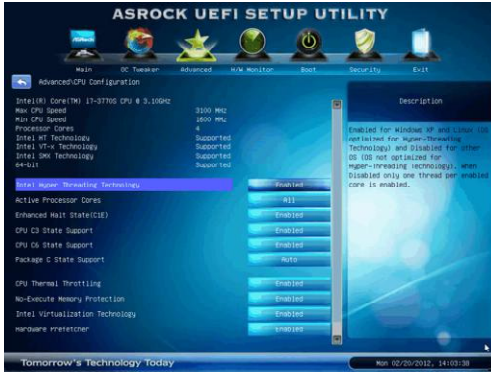 ASROCK UEFI SETUP UTILITY
Main OC Tweaker Advanced H/W Monitor Boot Security Exit
Advanced\CPU Configuration
Description
Intel(R) Core(TM) i7-3770S CPU @ 3.10GHz
Max CPU Speed 3100 MHz
Min CPU Speed 1600 MHz
Processor Cores 4
Intel HT Technology Supported
Intel VT-x Technology Supported
Intel SMX Technology Supported
64-bit Supported
Enabled for Windows XP and Linux (OS
optimized for Hyper-Threading
Technology) and Disabled for other
OS (OS not optimized for
Hyper-Threading Technology). When
Disabled only one thread per enabled
core is enabled.
Intel Hyper Threading Technology Enabled
Active Processor Cores All
Enhanced Halt State(C1E) Enabled
CPU C3 State Support Enabled
CPU C6 State Support Enabled
Package C State Support Auto
CPU Thermal Throttling Enabled
No-Execute Memory Protection Enabled
Intel Virtualization Technology Enabled
Hardware Prefetcher Enabled
Tomorrow's Technology Today
Mon 02/20/2012, 14:03:38